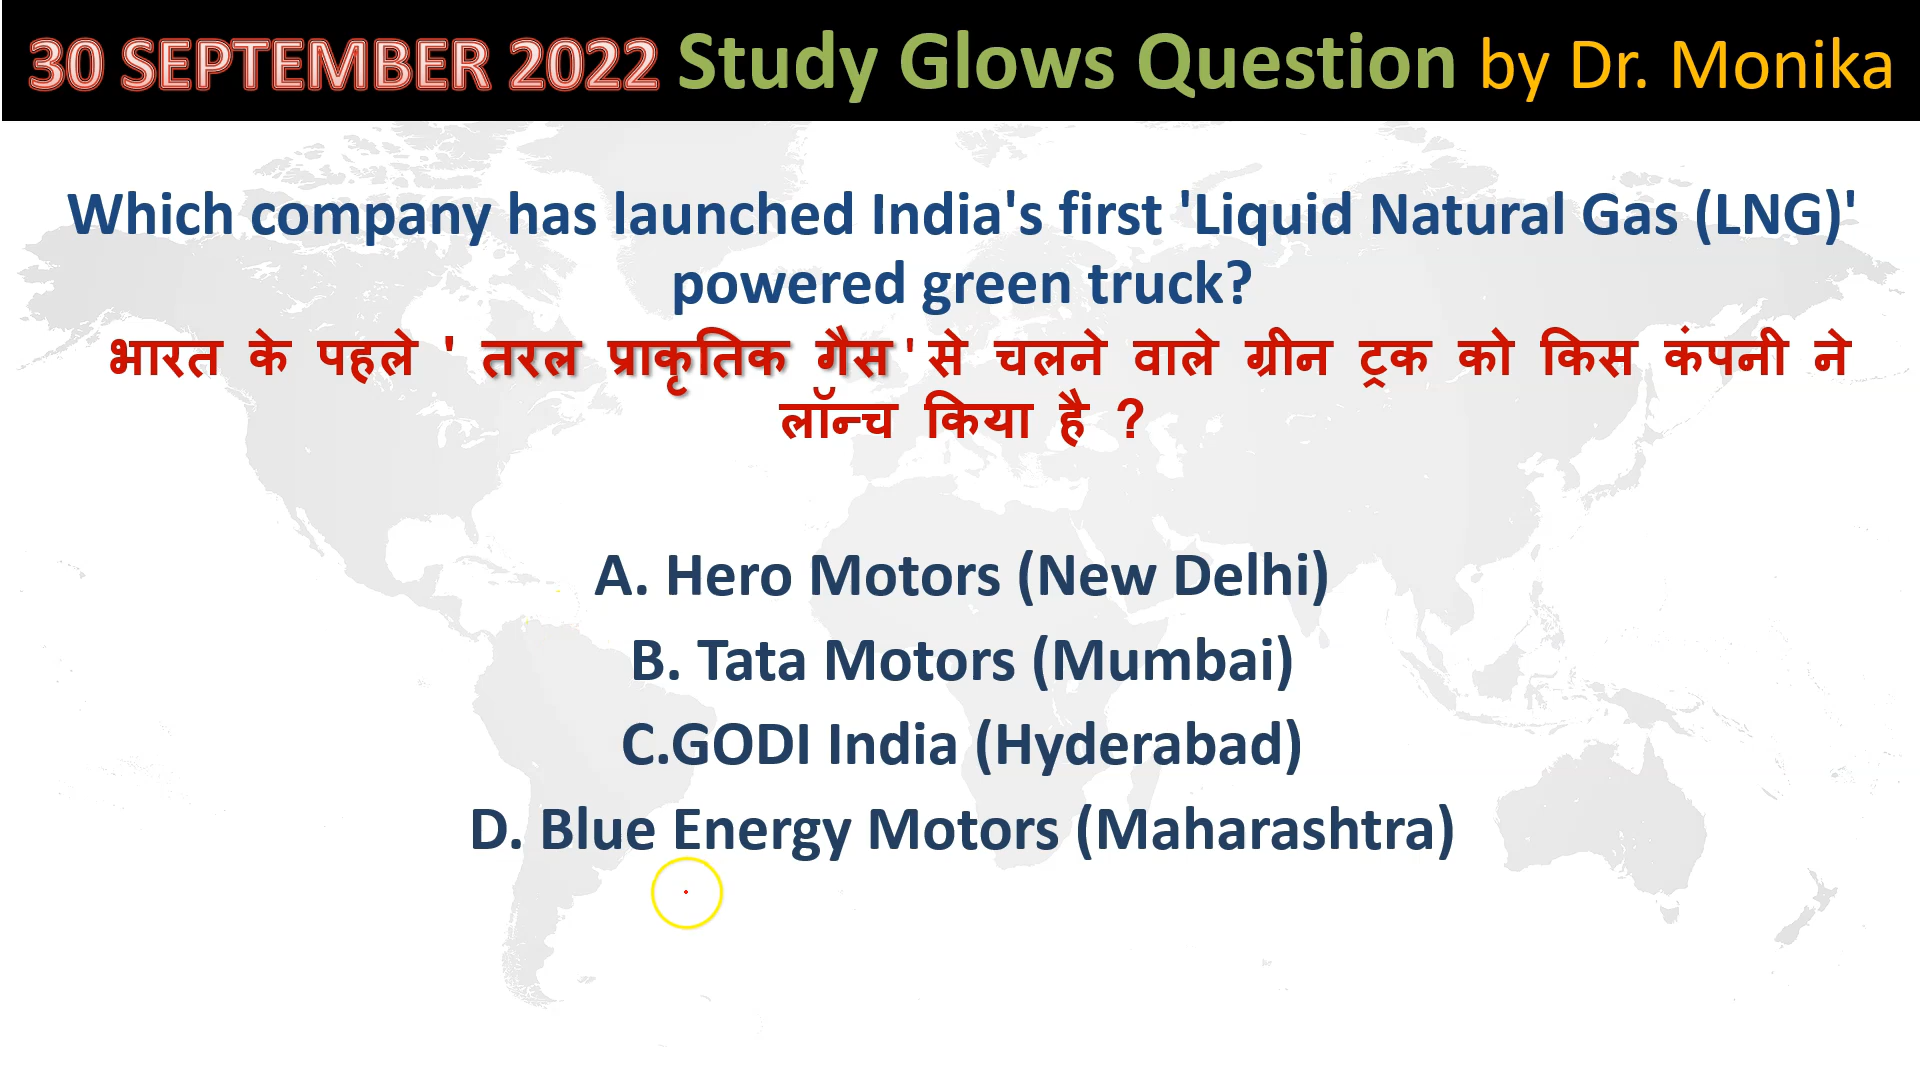 30 SEPTEMBER 2022 Study Glows Question by Dr. Monika
Which company has launched India's first 'Liquid Natural Gas (LNG)'
powered green truck?
भारत के पहले ' तरल प्राकृतिक गैस ' से चलने वाले ग्रीन ट्रक को किस कंपनी ने
लॉन्च किया है ?
A. Hero Motors (New Delhi)
B. Tata Motors (Mumbai)
C.GODI India (Hyderabad)
D. Blue Energy Motors (Maharashtra)